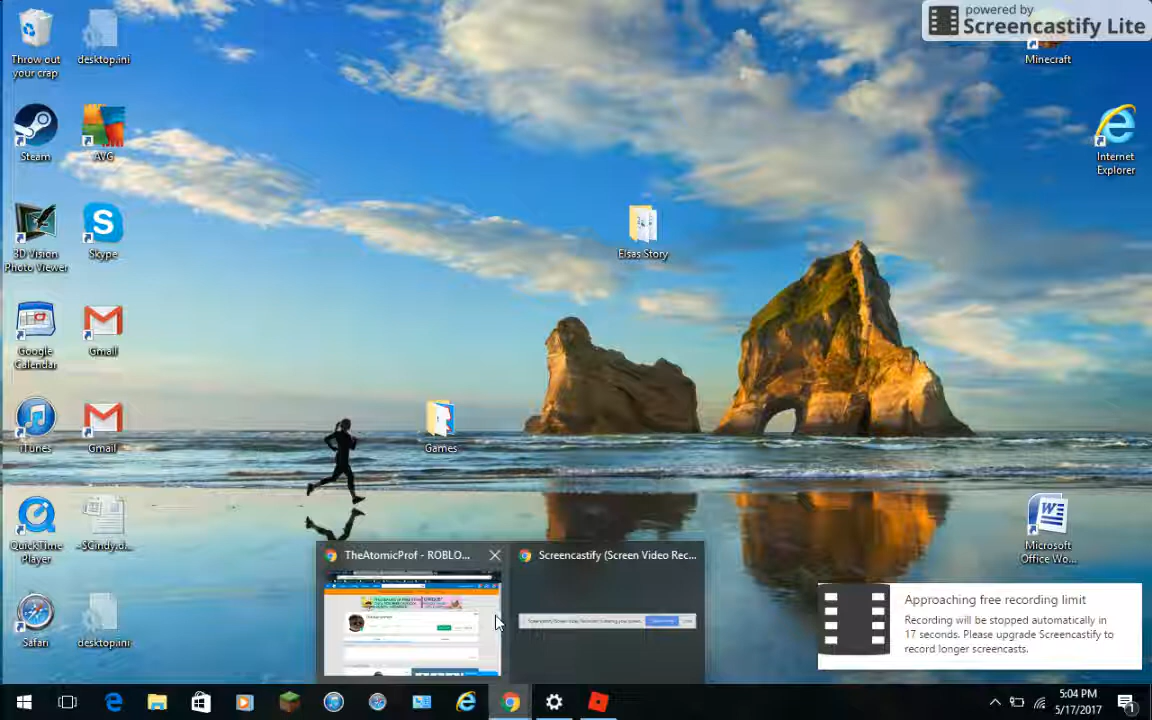 powered by
Screencastify Lite
Throw out
your crap
desktop.ini
Minecraft
Steam
AVG
Internet
Explorer
3D Vision
Photo Viewer
Skype
Elsas Story
Google
Calendar
Gmail
iTunes
Gmail
Games
QuickTime
Player
~$Cindy.d...
Microsoft
Office Wo...
TheAtomicProf - ROBLO...
Screencastify (Screen Video Rec...
Approaching free recording limit
Recording will be stopped automatically in
17 seconds. Please upgrade Screencastify to
record longer screencasts.
Safari
desktop.ini
5:04 PM
5/17/2017
1